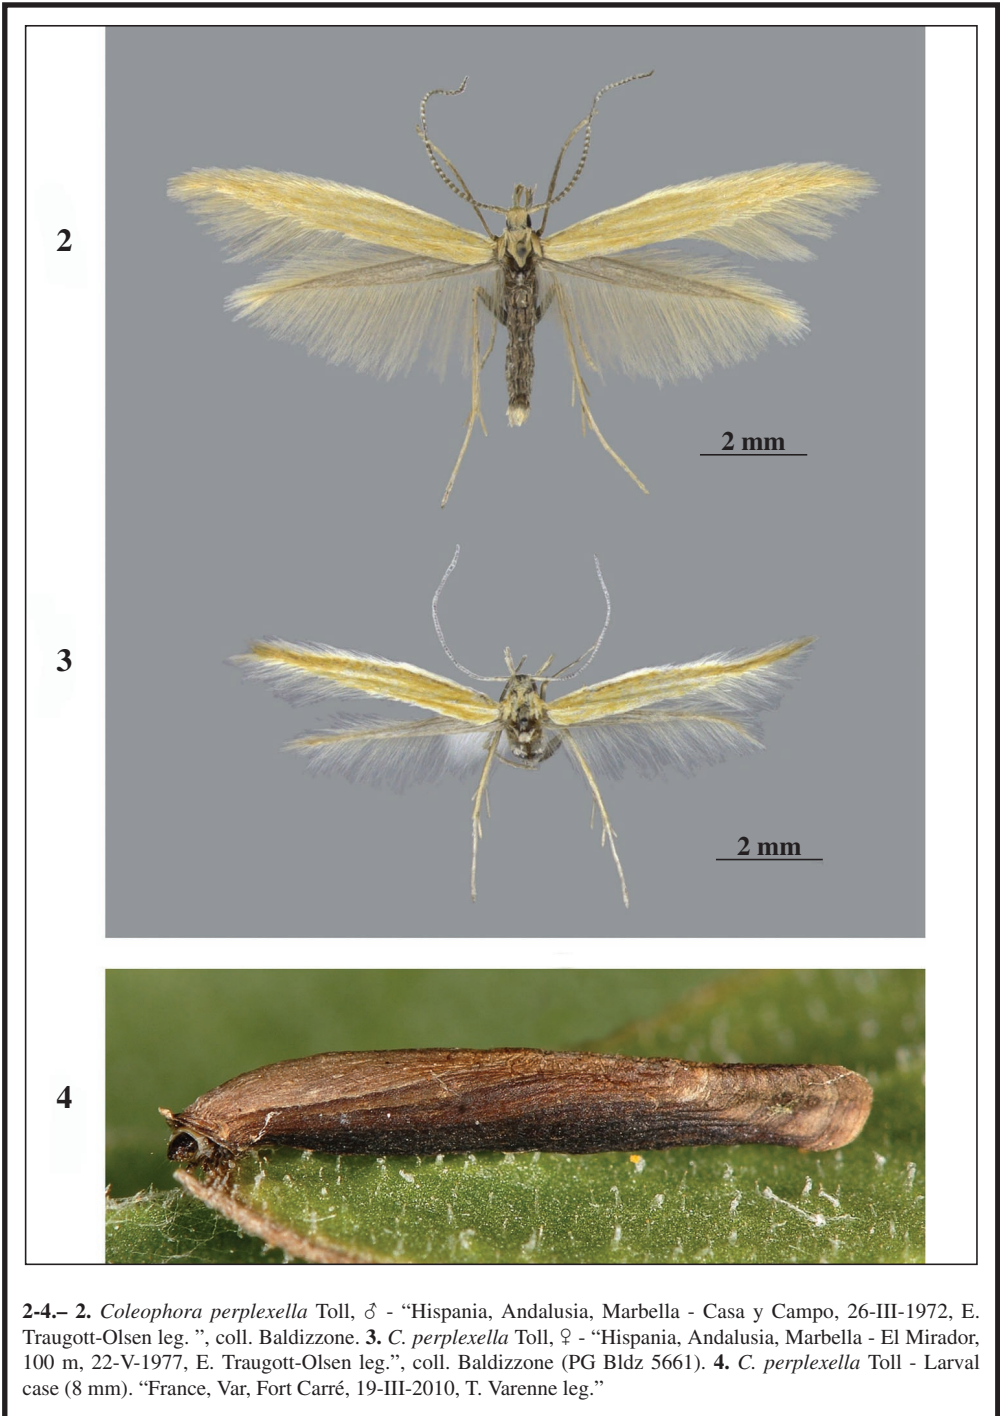 2
2 mm
3
2 mm
4
2-4.– 2. Coleophora perplexella Toll, ♂ - “Hispania, Andalusia, Marbella - Casa y Campo, 26-III-1972, E.
Traugott-Olsen leg. ”, coll. Baldizzone. 3. C. perplexella Toll, ♀ - “Hispania, Andalusia, Marbella - El Mirador,
100 m, 22-V-1977, E. Traugott-Olsen leg.”, coll. Baldizzone (PG Bldz 5661). 4. C. perplexella Toll - Larval
case (8 mm). “France, Var, Fort Carré, 19-III-2010, T. Varenne leg.”